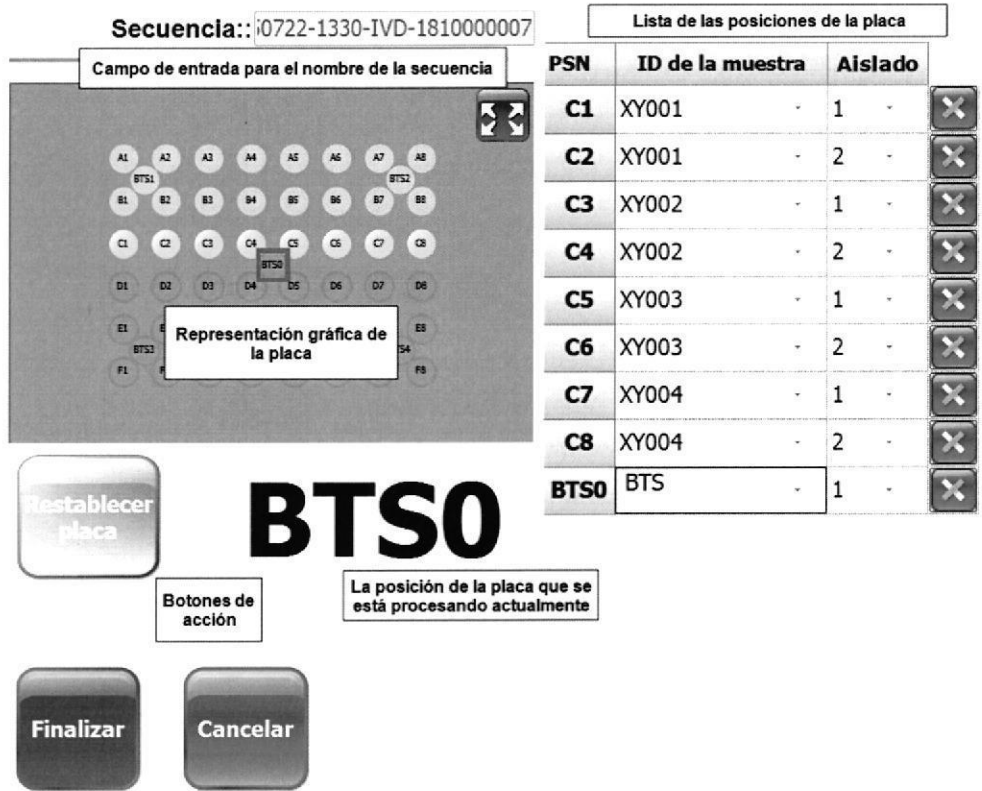 Secuencia:: 0722-1330-IVD-1810000007
Campo de entrada para el nombre de la secuencia
A1 A2 A3 A4 A5 A6 A7 A8
BTS1 BTS2
B1 B2 B3 B4 B5 B6 B7 B8
C1 C2 C3 C4 C5 C6 C7 C8
BTS0
D1 D2 D3 D4 D5 D6 D7 D8
E1 E8
Representación gráfica de
la placa
BTS3
F1 F8
Restablecer
placa
BTS0
Botones de
acción
La posición de la placa que se
está procesando actualmente
Finalizar
Cancelar
Lista de las posiciones de la placa
PSN ID de la muestra Aislado
C1 XY001 1
C2 XY001 2
C3 XY002 1
C4 XY002 2
C5 XY003 1
C6 XY003 2
C7 XY004 1
C8 XY004 2
BTS0 BTS 1